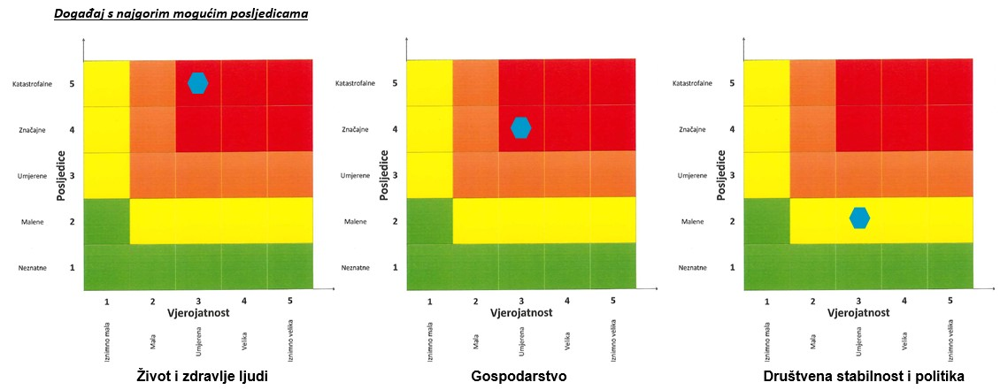 Događaj s najgorim mogućim posljedicama
Katastrofalne 5
Značajne 4
Umjerene 3
Malene 2
Neznatne 1
Posljedice
1 2 3 4 5
Vjerojatnost
Iznimno mala
Mala
Umjerena
Velika
Iznimno velika
Život i zdravlje ljudi
Katastrofalne 5
Značajne 4
Umjerene 3
Malene 2
Neznatne 1
Posljedice
1 2 3 4 5
Vjerojatnost
Iznimno mala
Mala
Umjerena
Velika
Iznimno velika
Gospodarstvo
Katastrofalne 5
Značajne 4
Umjerene 3
Malene 2
Neznatne 1
Posljedice
1 2 3 4 5
Vjerojatnost
Iznimno mala
Mala
Umjerena
Velika
Iznimno velika
Društvena stabilnost i politika